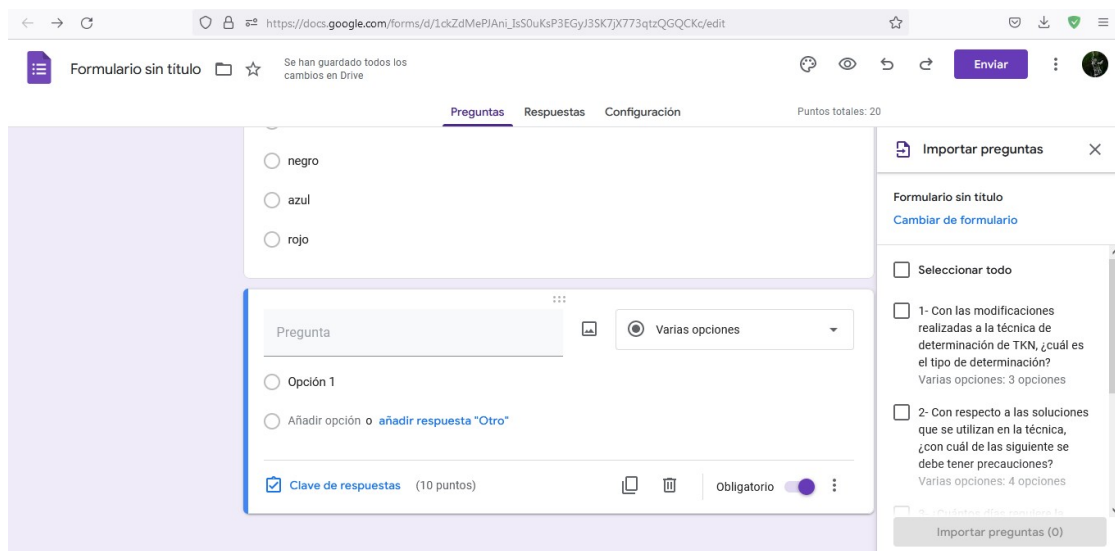 https://docs.google.com/forms/d/1ckZdMePJAni_IsS0uKsP3EGyJ3SK7jX773qtzQGQCKc/edit
Formulario sin título
Se han guardado todos los
cambios en Drive
Enviar
Preguntas Respuestas Configuración
Puntos totales: 20
negro
azul
rojo
Pregunta
Varias opciones
Opción 1
Añadir opción o añadir respuesta "Otro"
Clave de respuestas (10 puntos)
Obligatorio
Importar preguntas
Formulario sin título
Cambiar de formulario
Seleccionar todo
1- Con las modificaciones
realizadas a la técnica de
determinación de TKN, ¿cuál es
el tipo de determinación?
Varias opciones: 3 opciones
2- Con respecto a las soluciones
que se utilizan en la técnica,
¿con cuál de las siguiente se
debe tener precauciones?
Varias opciones: 4 opciones
Importar preguntas (0)